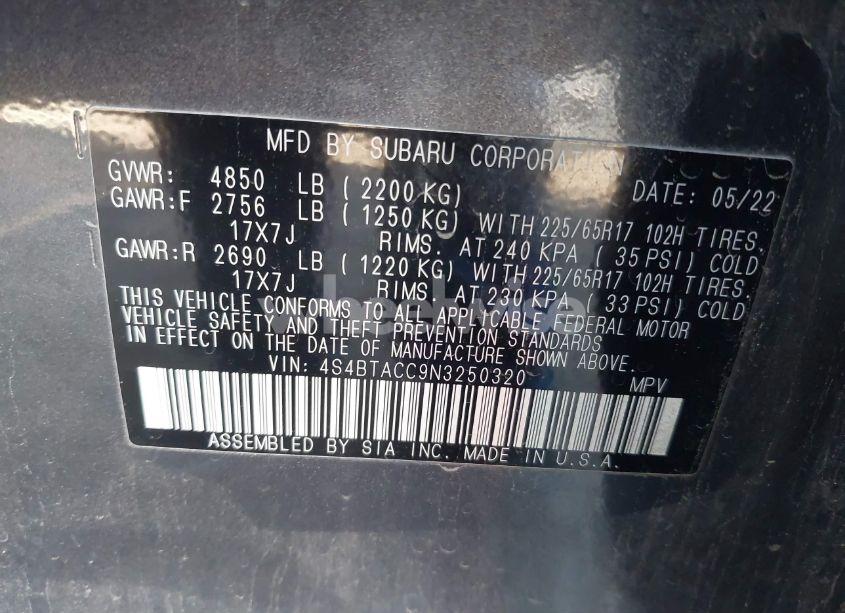 MFD BY SUBARU CORPORATION
GVWR: 4850 LB ( 2200 KG) DATE: 05/22
GAWR:F 2756 LB ( 1250 KG) WITH 225/65R17 102H TIRES,
17X7J RIMS. AT 240 KPA ( 35 PSI) COLD
GAWR:R 2690 LB ( 1220 KG) WITH 225/65R17 102H TIRES,
17X7J RIMS. AT 230 KPA ( 33 PSI) COLD
THIS VEHICLE CONFORMS TO ALL APPLICABLE FEDERAL MOTOR
VEHICLE SAFETY AND THEFT PREVENTION STANDARDS
IN EFFECT ON THE DATE OF MANUFACTURE SHOWN ABOVE.
VIN: 4S4BTACC9N3250320 MPV
ASSEMBLED BY SIA INC. MADE IN U.S.A.